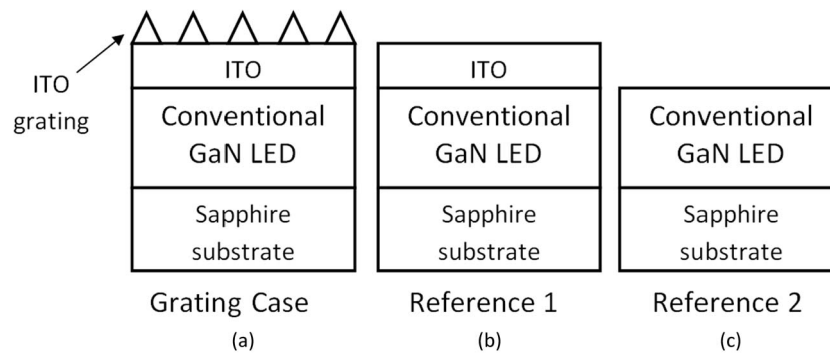 ITO
grating
ITO
Conventional
GaN LED
Sapphire
substrate
Grating Case
(a)
ITO
Conventional
GaN LED
Sapphire
substrate
Reference 1
(b)
Conventional
GaN LED
Sapphire
substrate
Reference 2
(c)